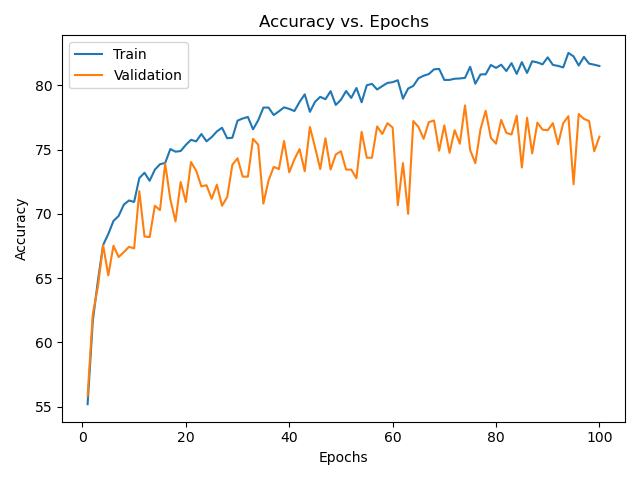 Accuracy vs. Epochs
Train
Validation
80
75
70
65
60
55
Accuracy
0 20 40 60 80 100
Epochs